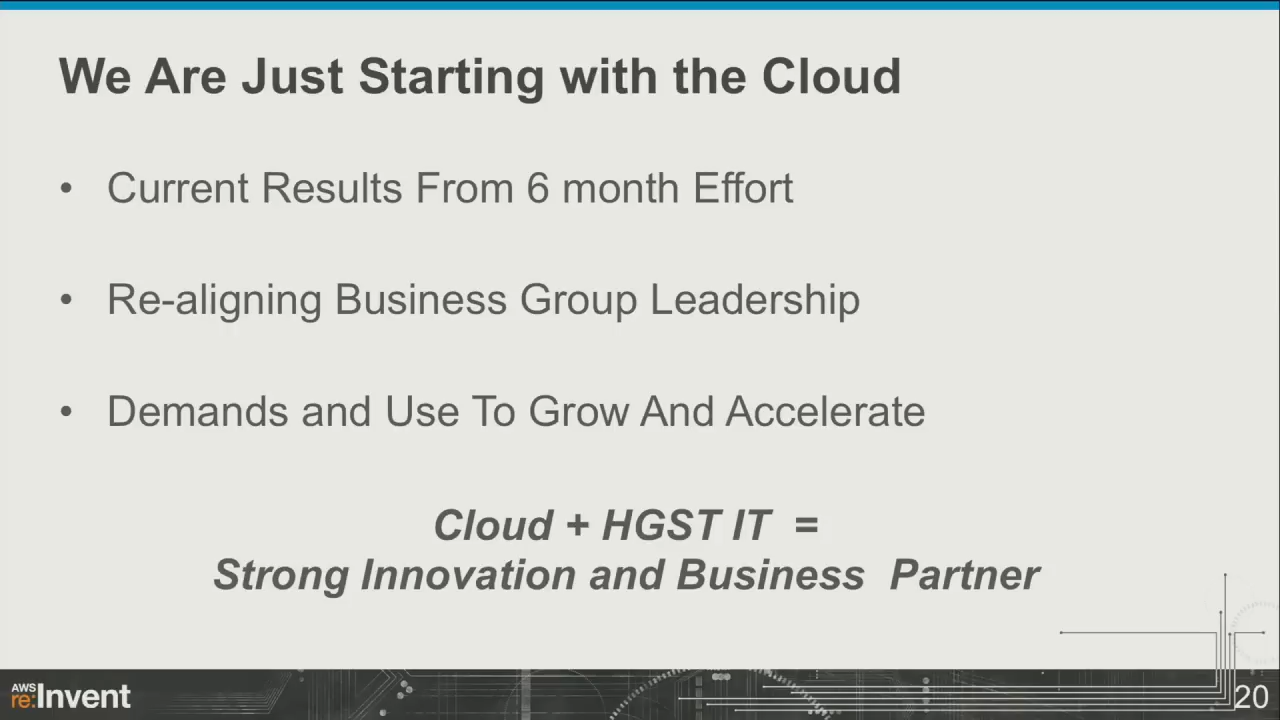 We Are Just Starting with the Cloud
• Current Results From 6 month Effort
• Re-aligning Business Group Leadership
• Demands and Use To Grow And Accelerate
Cloud + HGST IT =
Strong Innovation and Business Partner
AWS
re:Invent
20